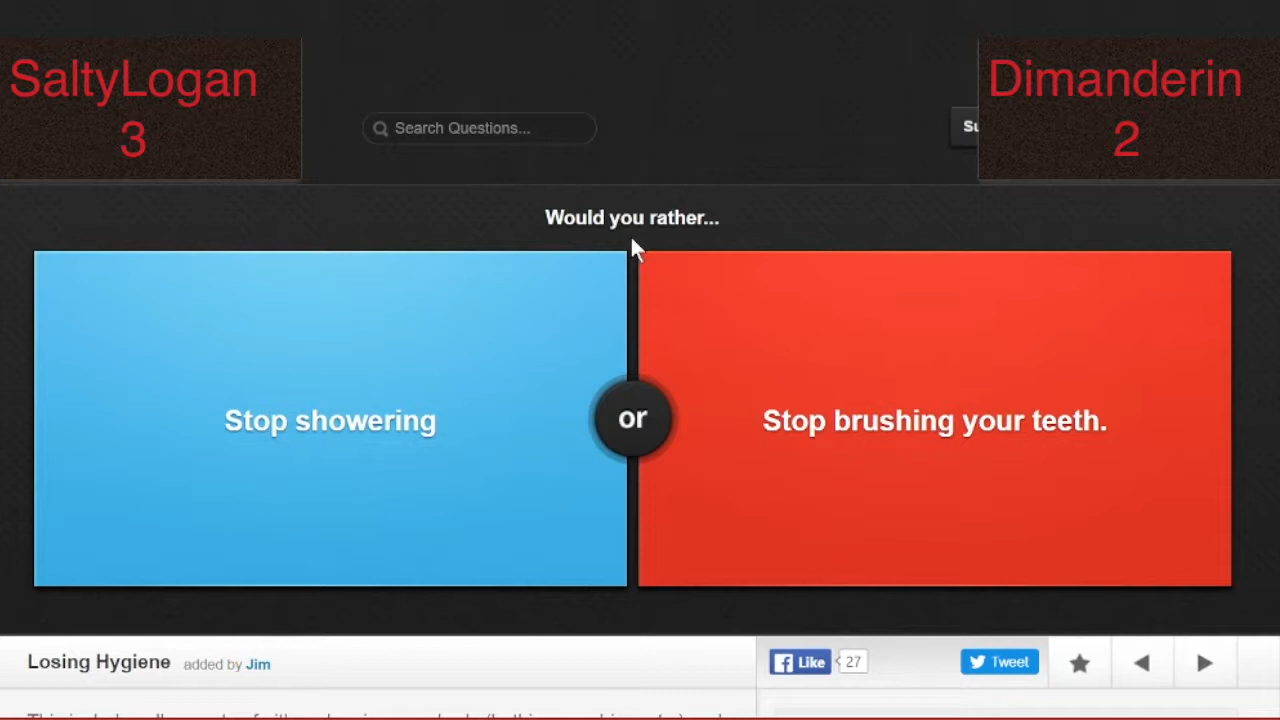 SaltyLogan
3
Search Questions...
Su
Dimanderin
2
Would you rather...
Stop showering
or
Stop brushing your teeth.
Losing Hygiene added by Jim
Like 27
Tweet